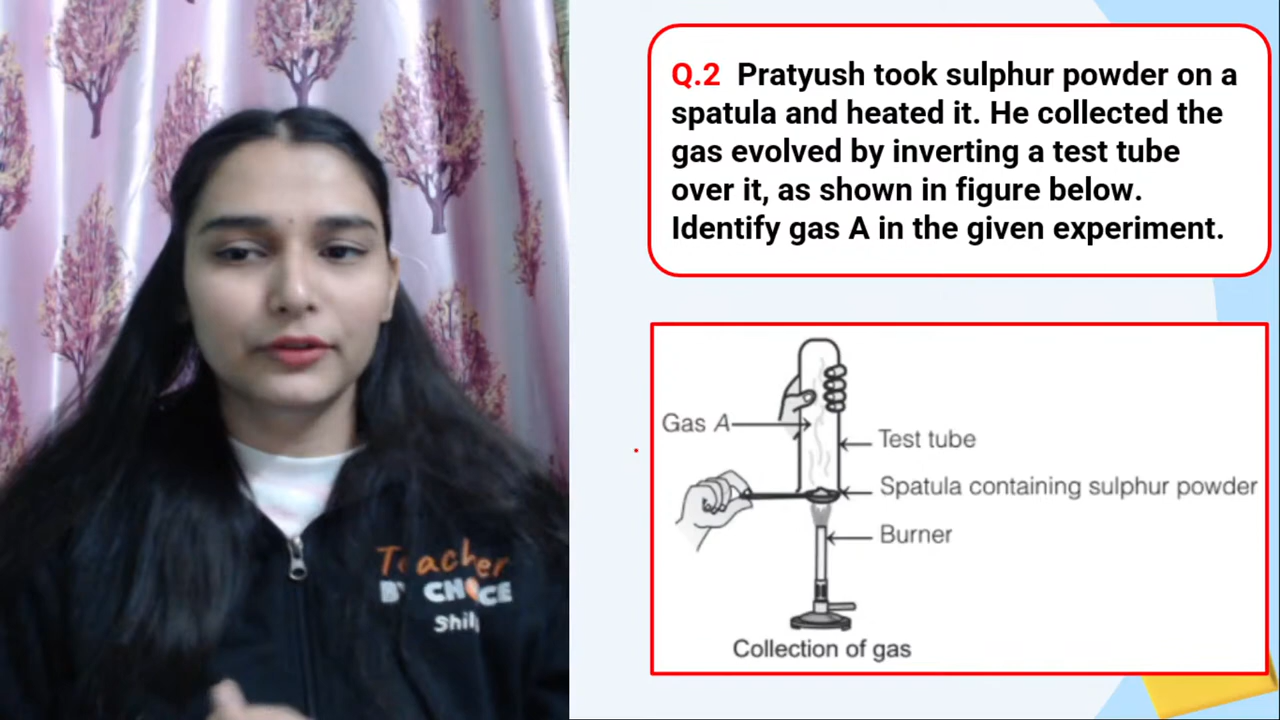 Q.2 Pratyush took sulphur powder on a
spatula and heated it. He collected the
gas evolved by inverting a test tube
over it, as shown in figure below.
Identify gas A in the given experiment.
Gas A
Test tube
Spatula containing sulphur powder
Burner
Collection of gas
Teacher
BY CHOICE